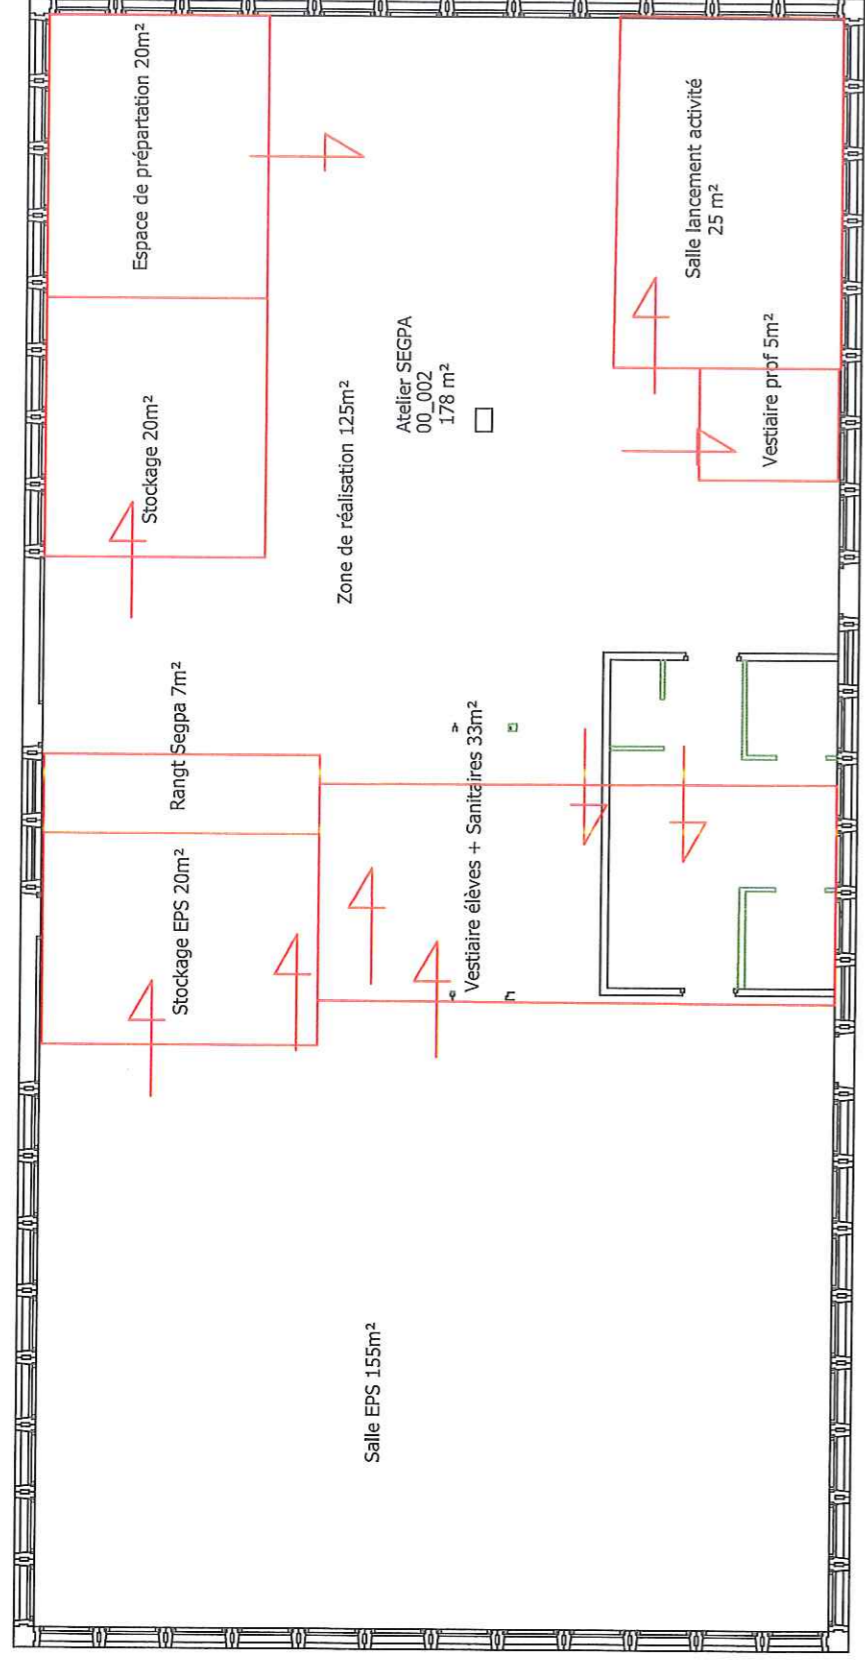 Salle EPS 155m²
Stockage EPS 20m²
Rangt Segpa 7m²
Vestiaire élèves + Sanitaires 33m²
Stockage 20m²
Espace de prépartation 20m²
Zone de réalisation 125m²
Atelier SEGPA
00_002
178 m²
Salle lancement activité
25 m²
Vestiaire prof 5m²